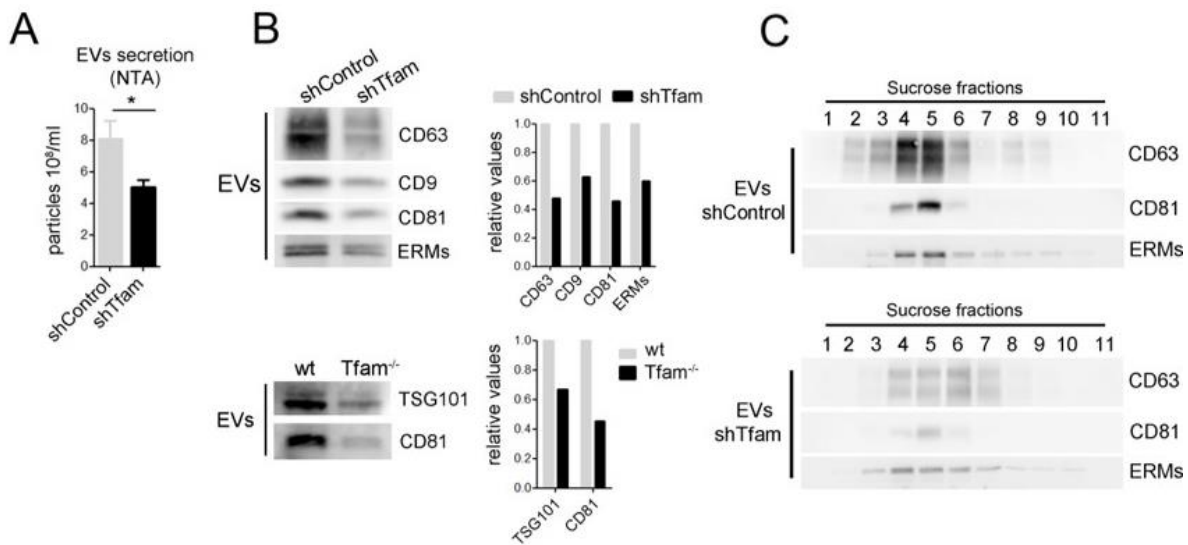 A
EVs secretion
(NTA)
*
10
8
6
4
2
0
particles 10⁸/ml
shControl
shTfam
B
shControl
shTfam
EVs
CD63
CD9
CD81
ERMs
shControl
shTfam
1.0
0.8
0.6
0.4
0.2
0.0
relative values
CD63
CD9
CD81
ERMs
wt
Tfam⁻/⁻
EVs
TSG101
CD81
wt
Tfam⁻/⁻
1.0
0.8
0.6
0.4
0.2
0.0
relative values
TSG101
CD81
C
Sucrose fractions
1 2 3 4 5 6 7 8 9 10 11
EVs
shControl
CD63
CD81
ERMs
Sucrose fractions
1 2 3 4 5 6 7 8 9 10 11
EVs
shTfam
CD63
CD81
ERMs